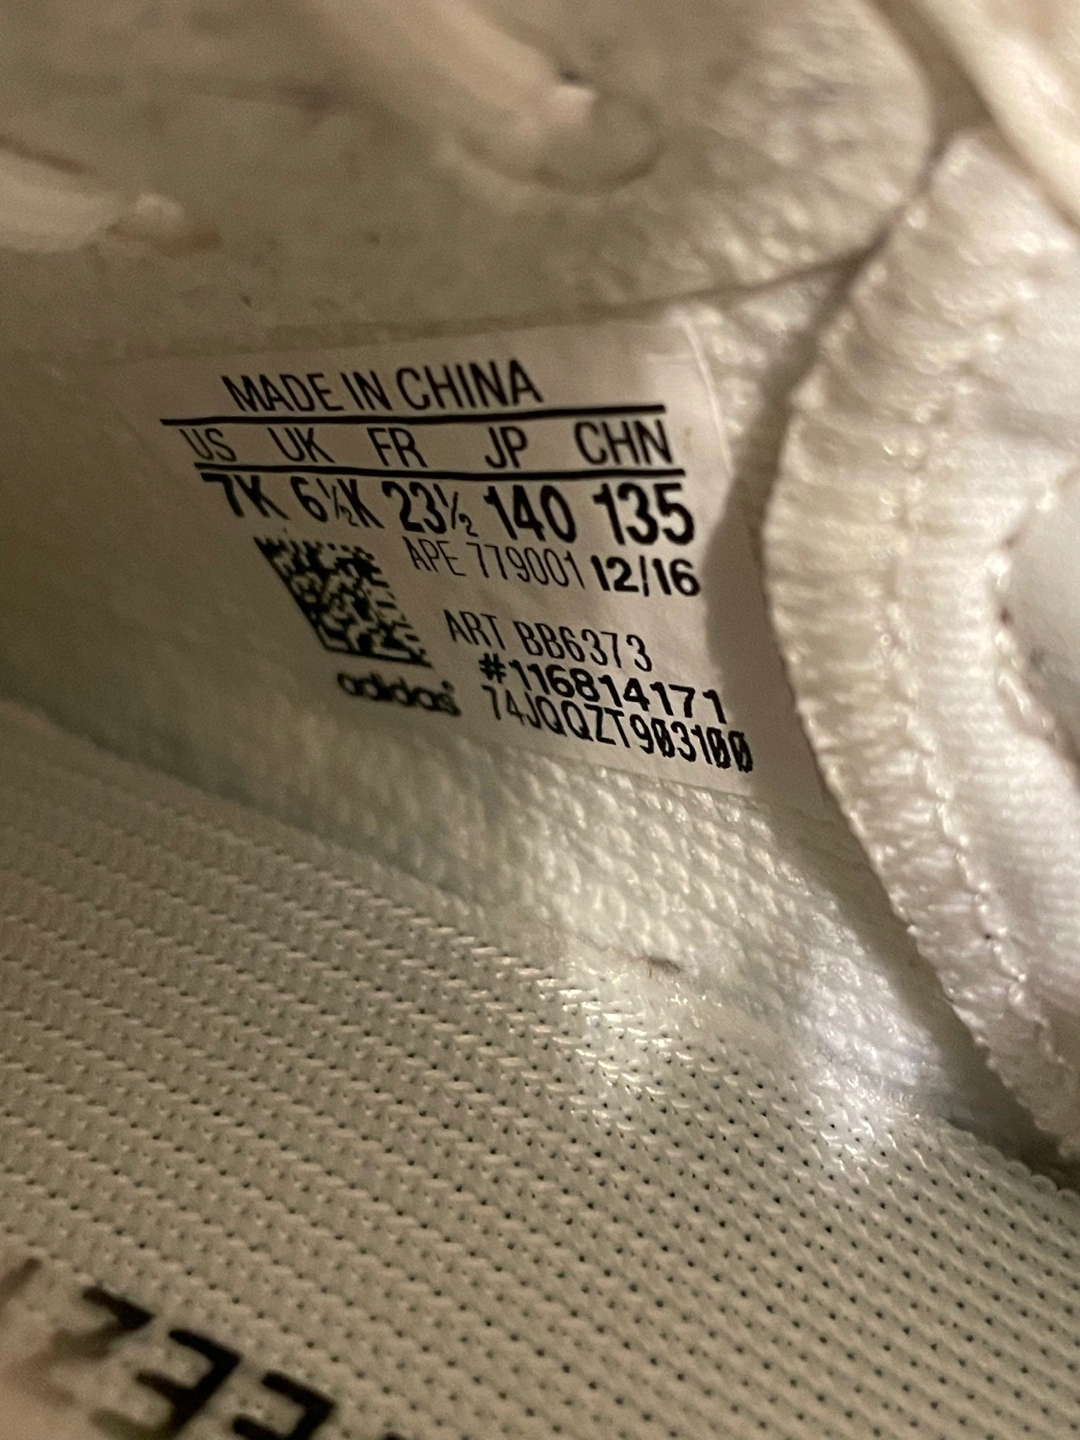 MADE IN CHINA
US UK FR JP CHN
7K 6½K 23½ 140 135
APE 779001 12/16
ART BB6373
#116814171
adidas® 74JQQZT903100